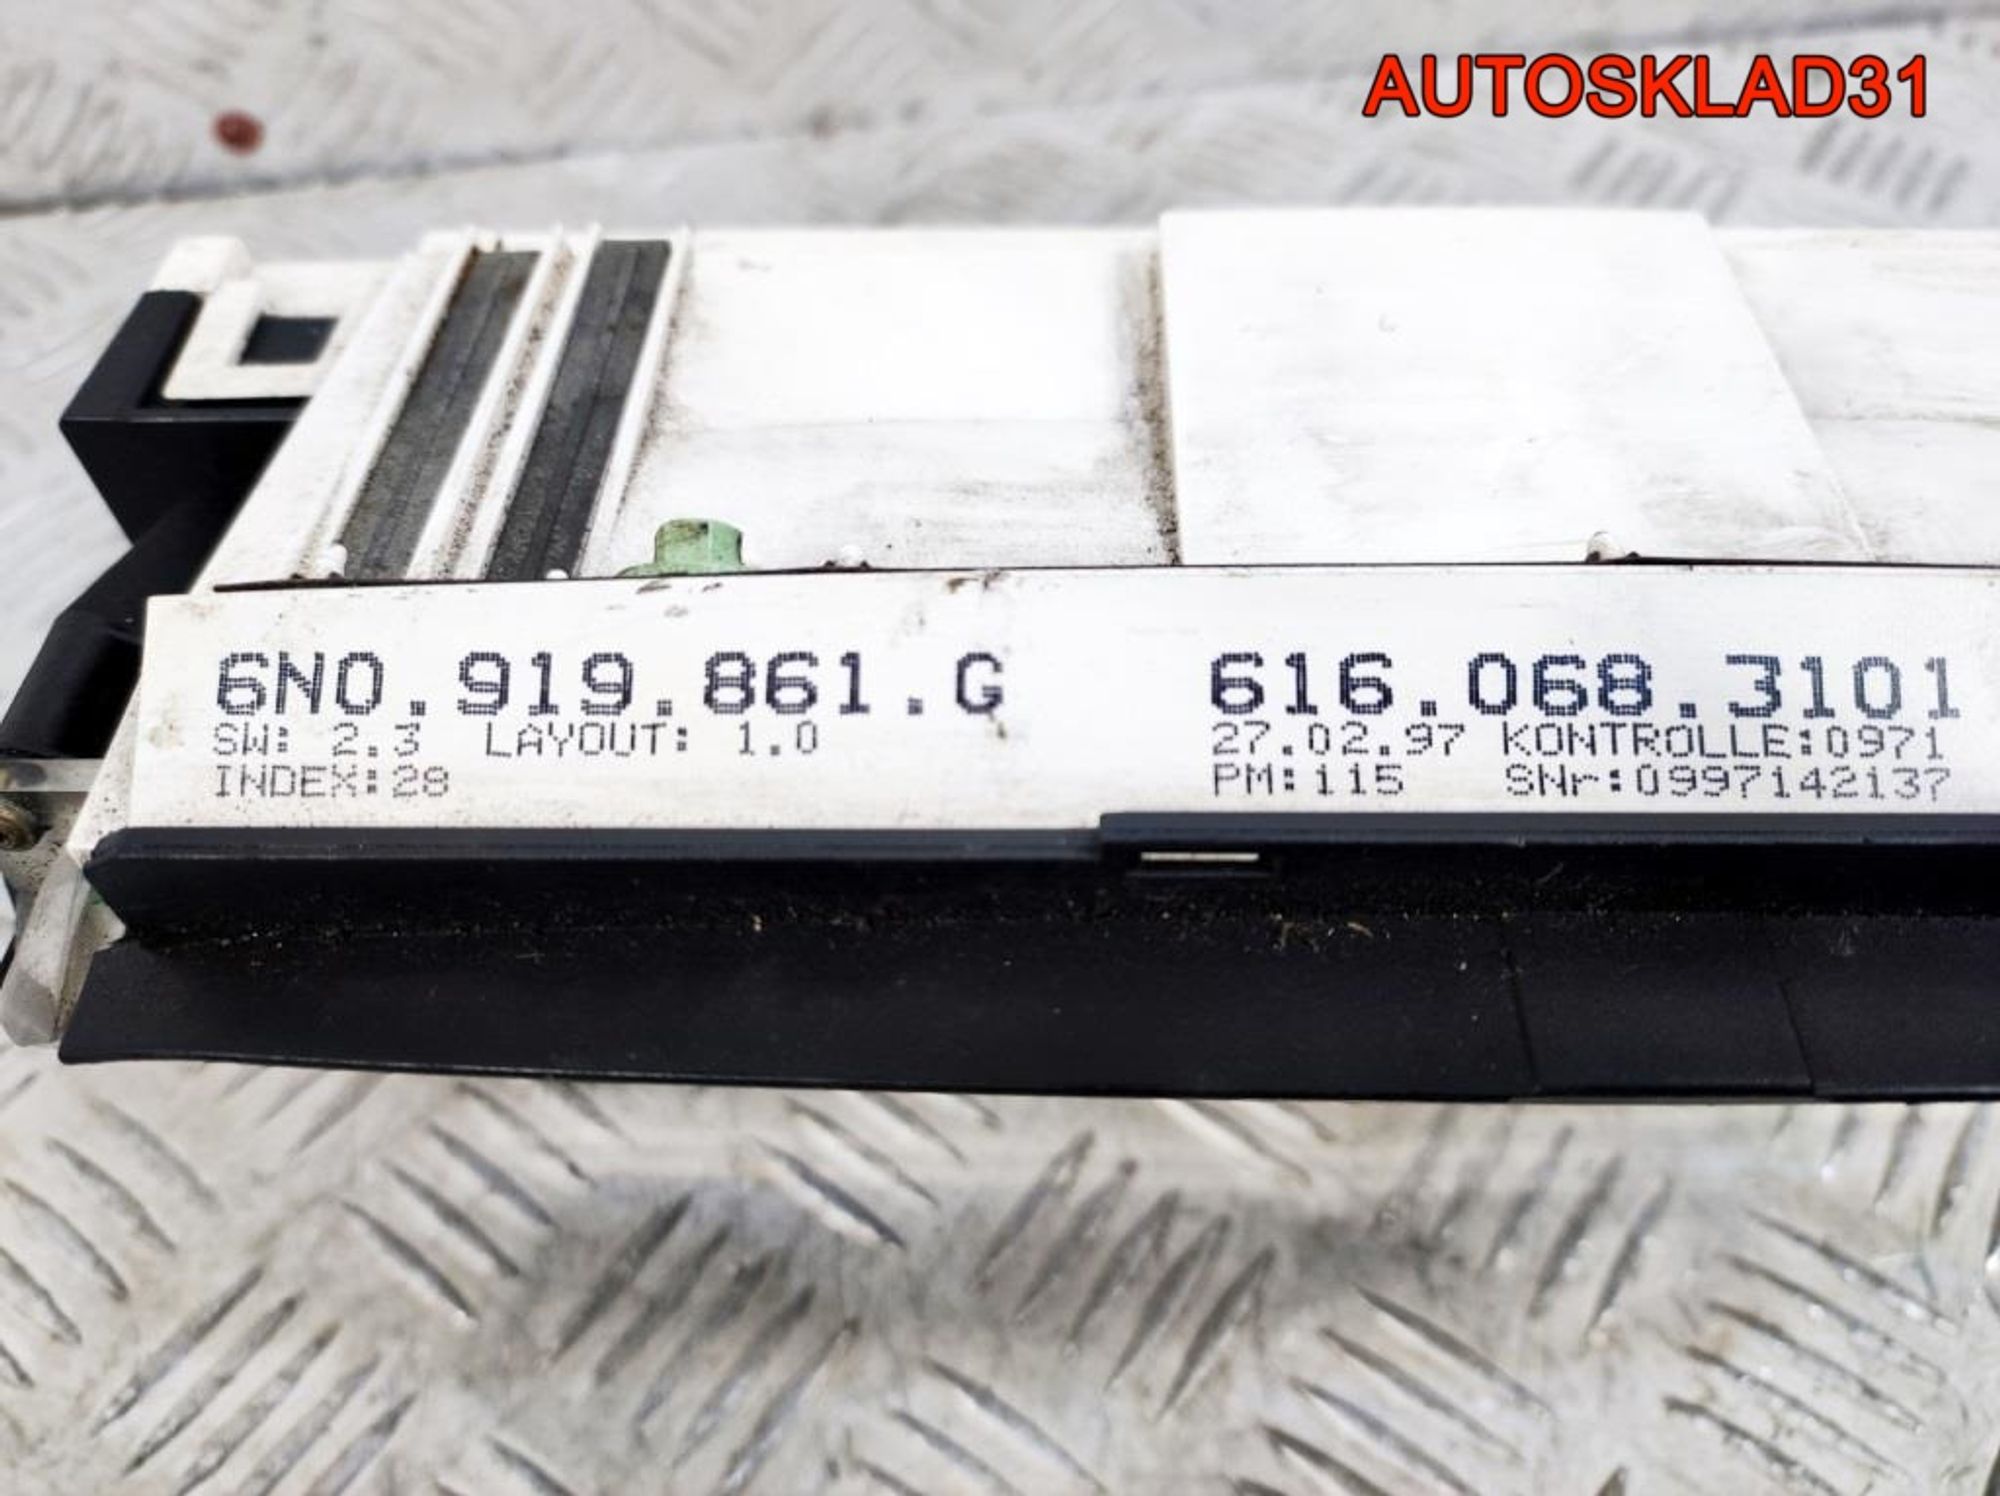 AUTOSKLAD31
6N0.919.861.G 616.068.3101
SW: 2.3 LAYOUT: 1.0 27.02.97 KONTROLLE:0971
INDEX:28 PM:115 SNr:0997142137